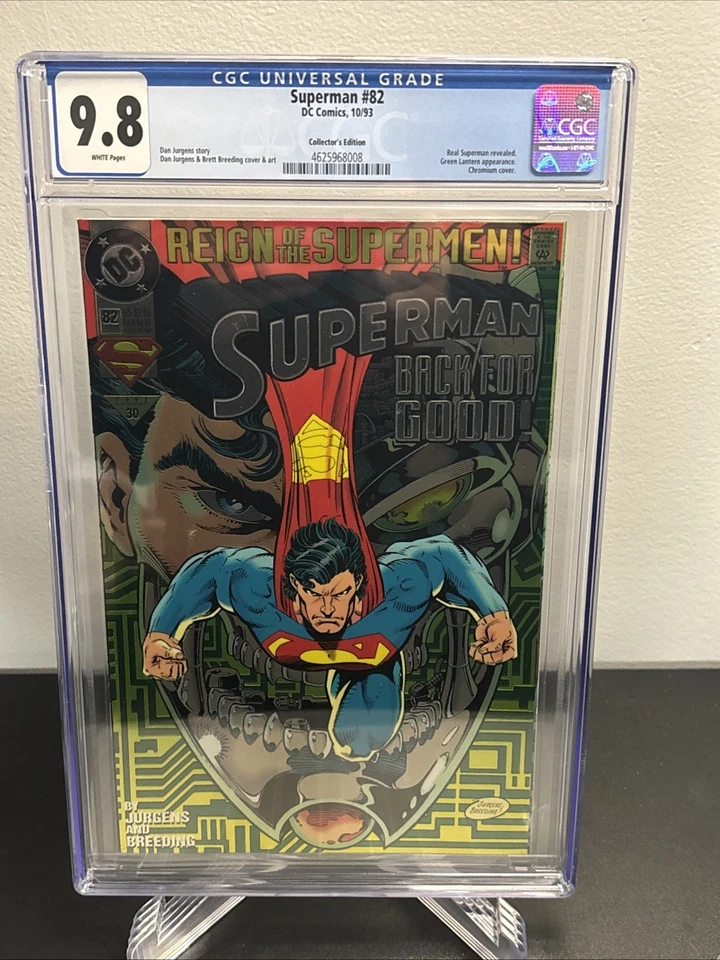 CGC UNIVERSAL GRADE
9.8
WHITE Pages
Superman #82
DC Comics, 10/93
Collector's Edition
Dan Jurgens story
Dan Jurgens & Brett Breeding cover & art
4625968008
Real Superman revealed.
Green Lantern appearance.
Chromium cover.
CGC
REIGN OF THE SUPERMEN!
DC
82
S
SUPERMAN
BACK FOR
GOOD!
1993
30
S
BY
JURGENS
AND
BREEDING
JURGENS
BREEDING!